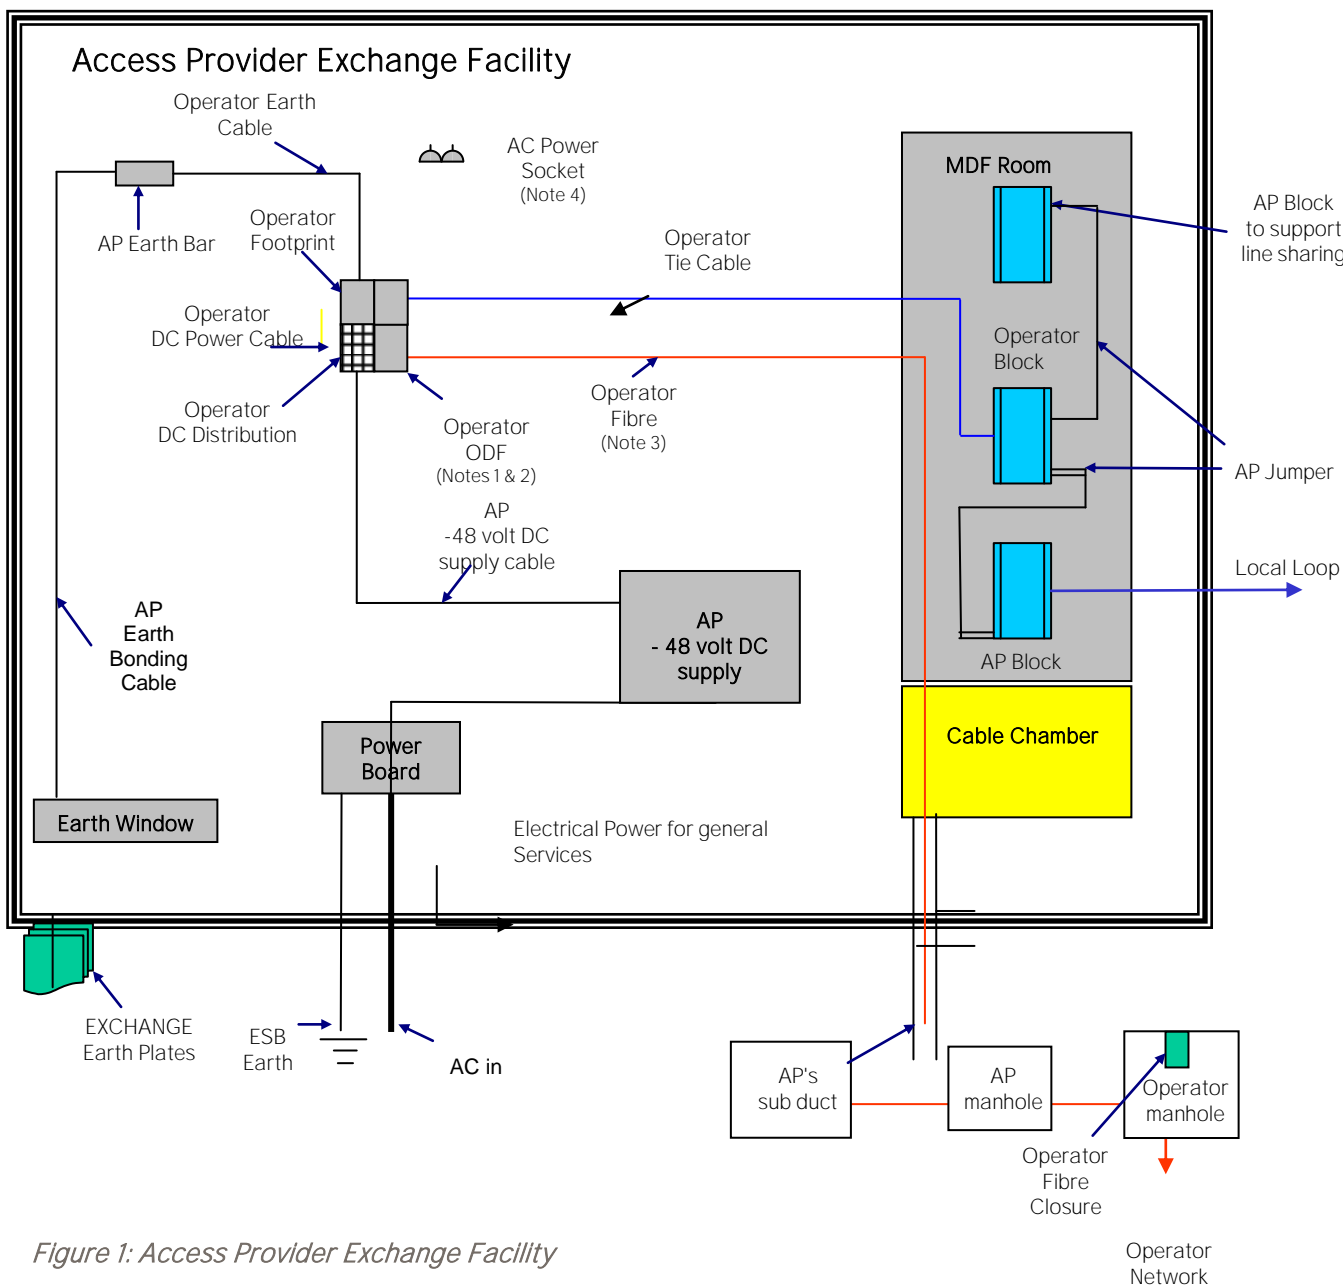 Access Provider Exchange Facility
Operator Earth
Cable
AC Power
Socket
(Note 4)
MDF Room
AP Block
to support
line sharing
AP Earth Bar
Operator
Footprint
Operator
Tie Cable
Operator
DC Power Cable
Operator
Block
Operator
DC Distribution
Operator
ODF
(Notes 1 & 2)
Operator
Fibre
(Note 3)
AP Jumper
AP
-48 volt DC
supply cable
Local Loop
AP
Earth
Bonding
Cable
AP
- 48 volt DC
supply
AP Block
Power
Board
Cable Chamber
Earth Window
Electrical Power for general
Services
EXCHANGE
Earth Plates
ESB
Earth
AC in
AP's
sub duct
AP
manhole
Operator
manhole
Operator
Fibre
Closure
Figure 1: Access Provider Exchange Facility
Operator
Network